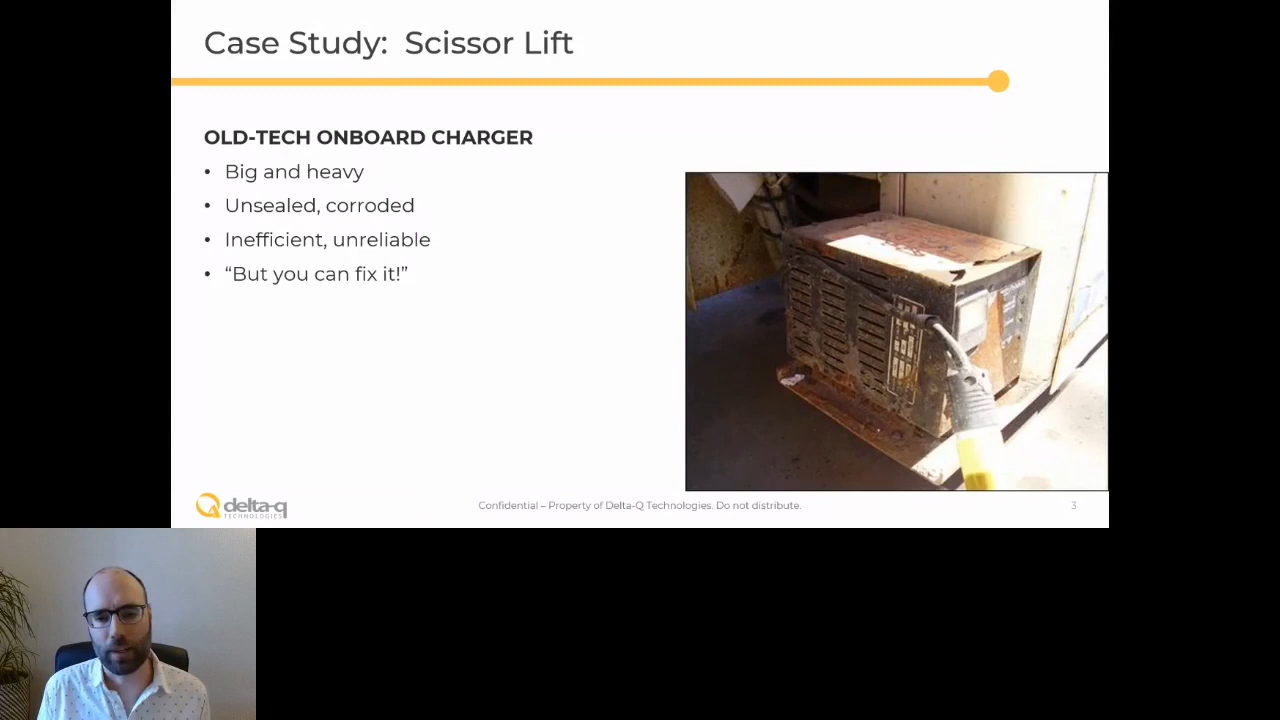 Case Study: Scissor Lift
OLD-TECH ONBOARD CHARGER
• Big and heavy
• Unsealed, corroded
• Inefficient, unreliable
• “But you can fix it!”
delta-q
TECHNOLOGIES
Confidential – Property of Delta-Q Technologies. Do not distribute.
3